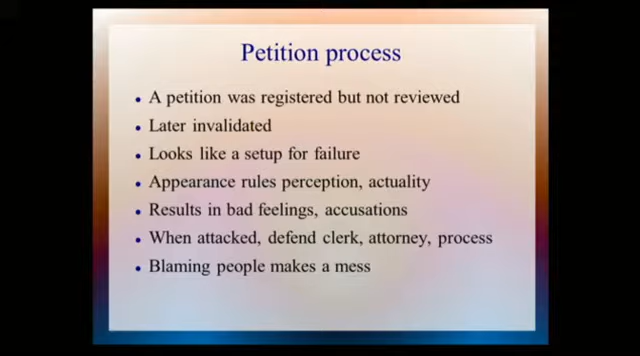 Petition process
• A petition was registered but not reviewed
• Later invalidated
• Looks like a setup for failure
• Appearance rules perception, actuality
• Results in bad feelings, accusations
• When attacked, defend clerk, attorney, process
• Blaming people makes a mess